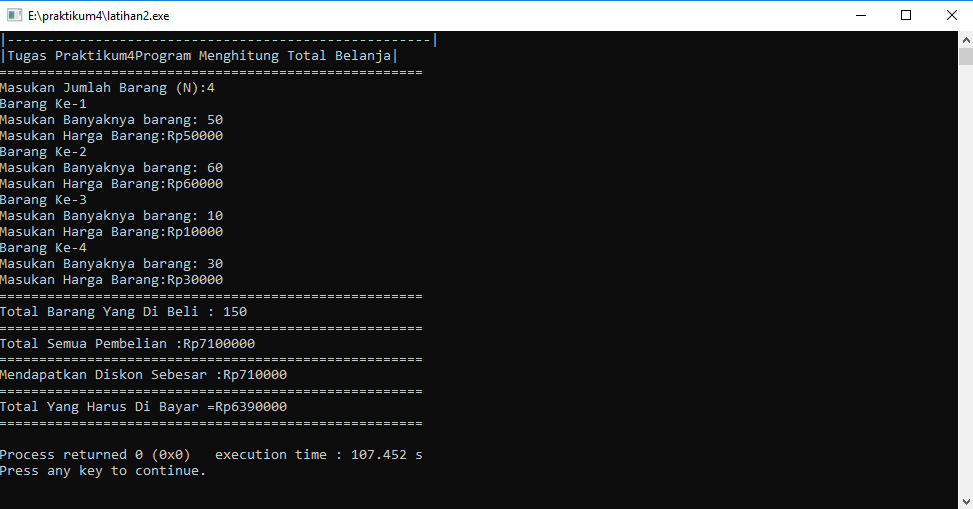 E:\praktikum4\latihan2.exe
|-----------------------------------------------------|
|Tugas Praktikum4Program Menghitung Total Belanja|
=====================================================
Masukan Jumlah Barang (N):4
Barang Ke-1
Masukan Banyaknya barang: 50
Masukan Harga Barang:Rp50000
Barang Ke-2
Masukan Banyaknya barang: 60
Masukan Harga Barang:Rp60000
Barang Ke-3
Masukan Banyaknya barang: 10
Masukan Harga Barang:Rp10000
Barang Ke-4
Masukan Banyaknya barang: 30
Masukan Harga Barang:Rp30000
=====================================================
Total Barang Yang Di Beli : 150
=====================================================
Total Semua Pembelian :Rp7100000
=====================================================
Mendapatkan Diskon Sebesar :Rp710000
=====================================================
Total Yang Harus Di Bayar =Rp6390000
=====================================================
Process returned 0 (0x0)   execution time : 107.452 s
Press any key to continue.